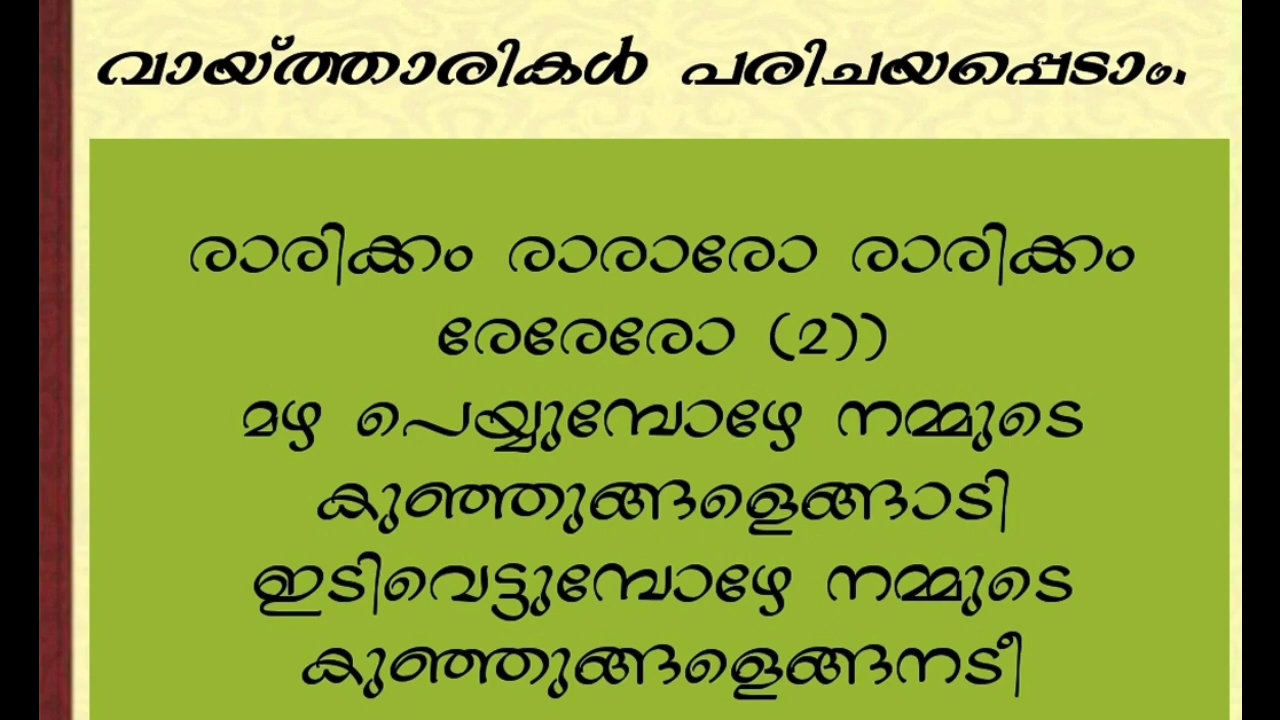 വായ്ത്താരികൾ പരിചയപ്പെടാം.
രാരിക്കം രാരാരോ രാരിക്കം
രേരേരോ (2))
മഴ പെയ്യുമ്പോഴേ നമ്മുടെ
കുഞ്ഞുങ്ങളെങ്ങാടി
ഇടിവെട്ടുമ്പോഴേ നമ്മുടെ
കുഞ്ഞുങ്ങളെങ്ങനടീ